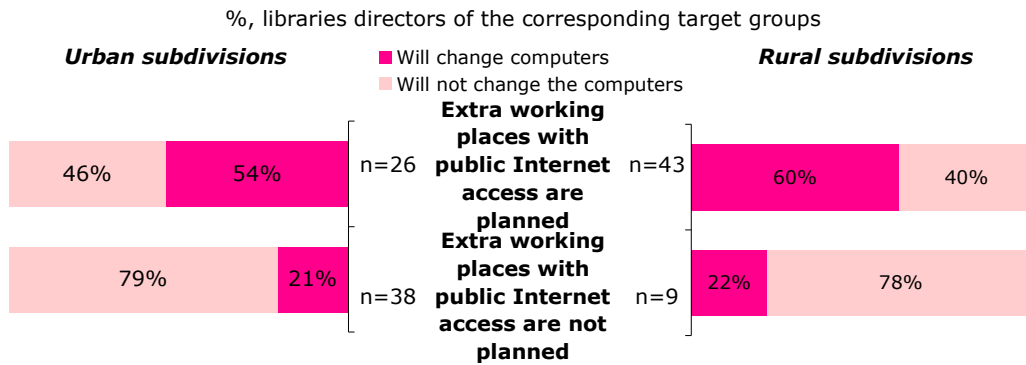 %, libraries directors of the corresponding target groups
Urban subdivisions
Will change computers
Will not change the computers
Rural subdivisions
46%
54%
n=26
Extra working
places with
public Internet
access are
planned
n=43
60%
40%
79%
21%
n=38
Extra working
places with
public Internet
access are not
planned
n=9
22%
78%